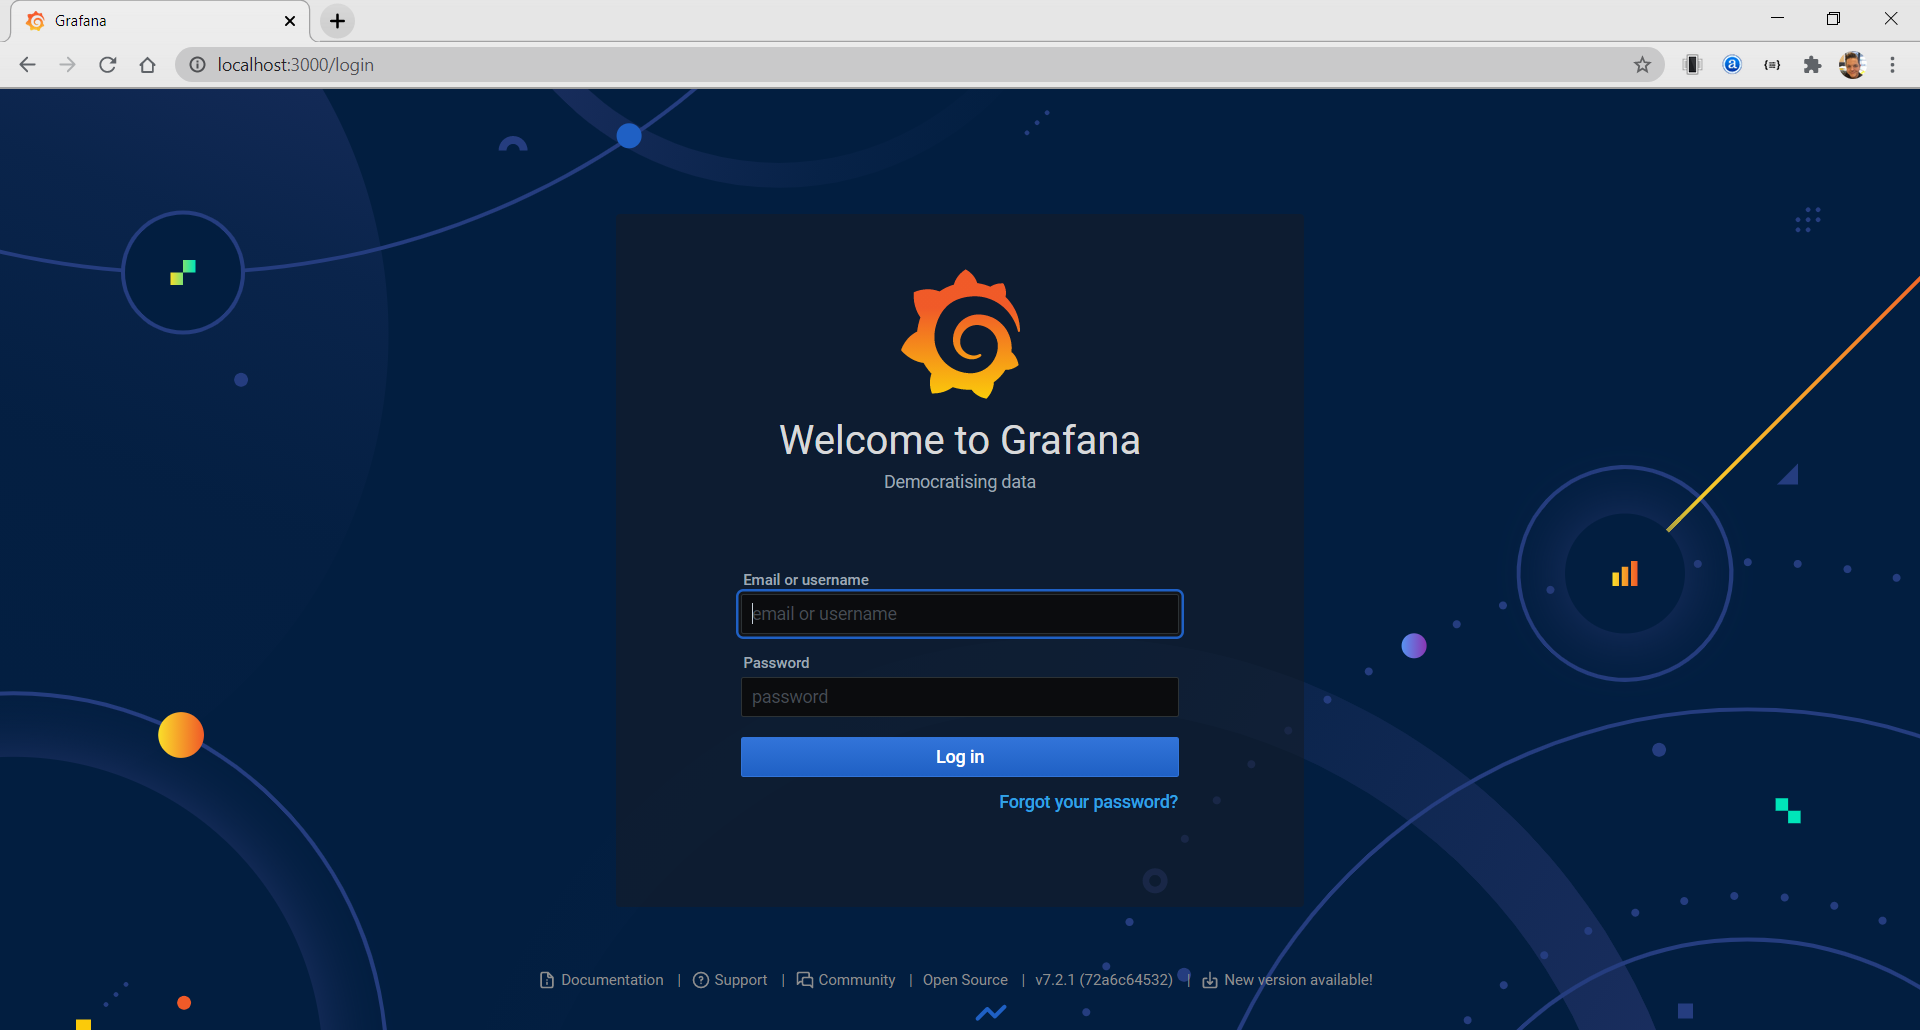 Grafana
localhost:3000/login
Welcome to Grafana
Democratising data
Email or username
email or username
Password
password
Log in
Forgot your password?
Documentation | Support | Community | Open Source | v7.2.1 (72a6c64532) | New version available!